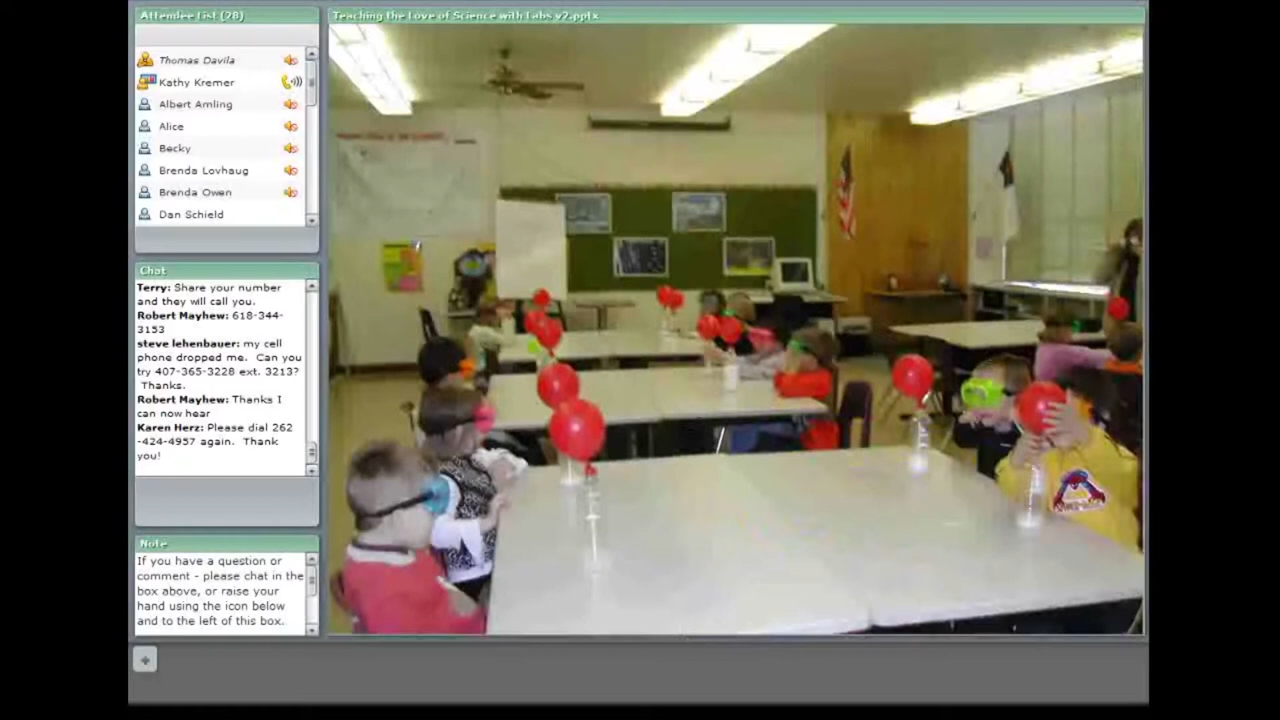 Attendee List (28)
Thomas Davila
Kathy Kremer
Albert Amling
Alice
Becky
Brenda Lovhaug
Brenda Owen
Dan Schield
Chat
Terry: Share your number
and they will call you.
Robert Mayhew: 618-344-
3153
steve lehenbauer: my cell
phone dropped me.  Can you
try 407-365-3228 ext. 3213?
Thanks.
Robert Mayhew: Thanks I
can now hear
Karen Herz: Please dial 262
-424-4957 again.  Thank
you!
Note
If you have a question or
comment - please chat in the
box above, or raise your
hand using the icon below
and to the left of this box.
Teaching the Love of Science with Labs v2.pptx